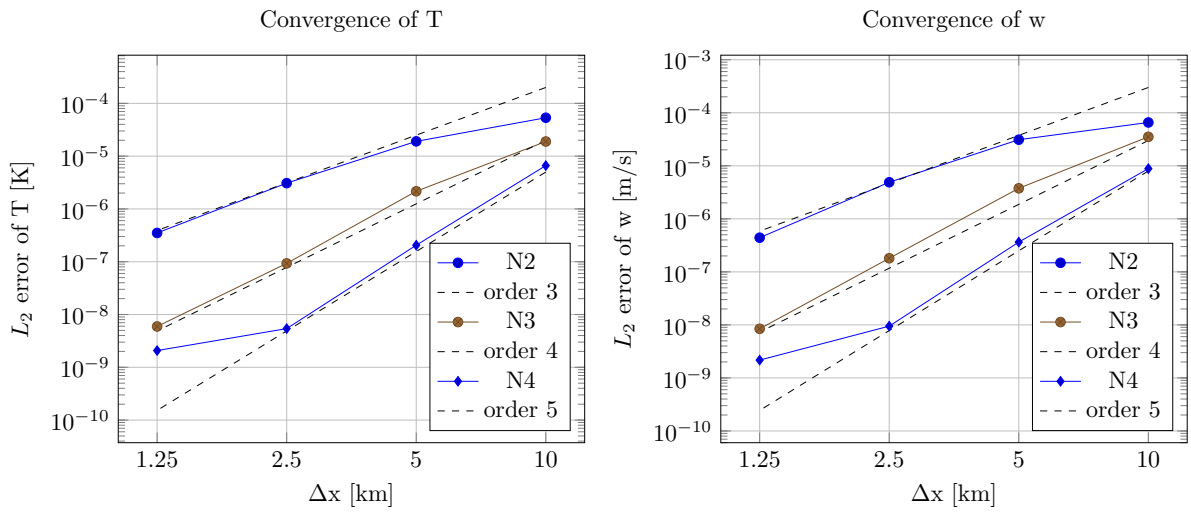 Convergence of T
L₂ error of T [K]
10⁻⁴
10⁻⁵
10⁻⁶
10⁻⁷
10⁻⁸
10⁻⁹
10⁻¹⁰
1.25 2.5 5 10
Δx [km]
N2
order 3
N3
order 4
N4
order 5
Convergence of w
L₂ error of w [m/s]
10⁻³
10⁻⁴
10⁻⁵
10⁻⁶
10⁻⁷
10⁻⁸
10⁻⁹
10⁻¹⁰
1.25 2.5 5 10
Δx [km]
N2
order 3
N3
order 4
N4
order 5